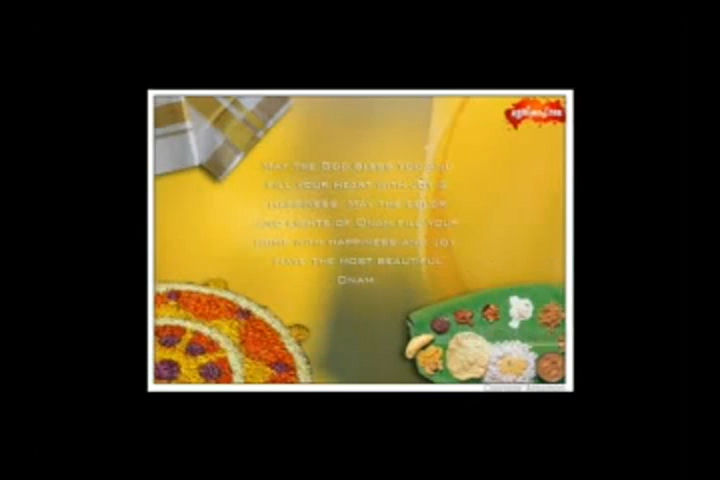 May the God bless you and
fill your heart with joy &
happiness. May the color
and lights of Onam fill your
home with happiness and joy.
Have the most beautiful
Onam.